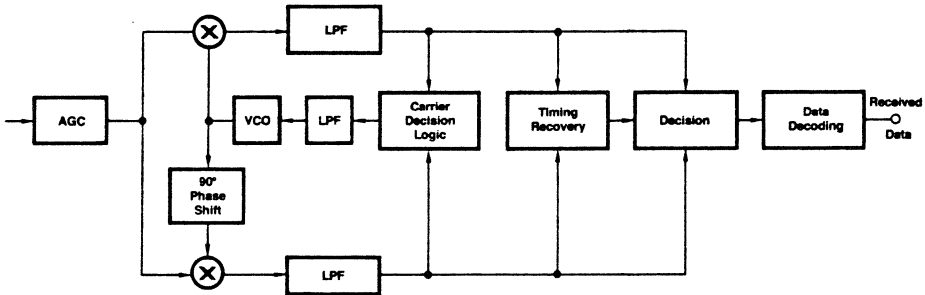 X
LPF
AGC
VCO
LPF
Carrier
Decision
Logic
Timing
Recovery
Decision
Data
Decoding
Received
Data
90°
Phase
Shift
X
LPF